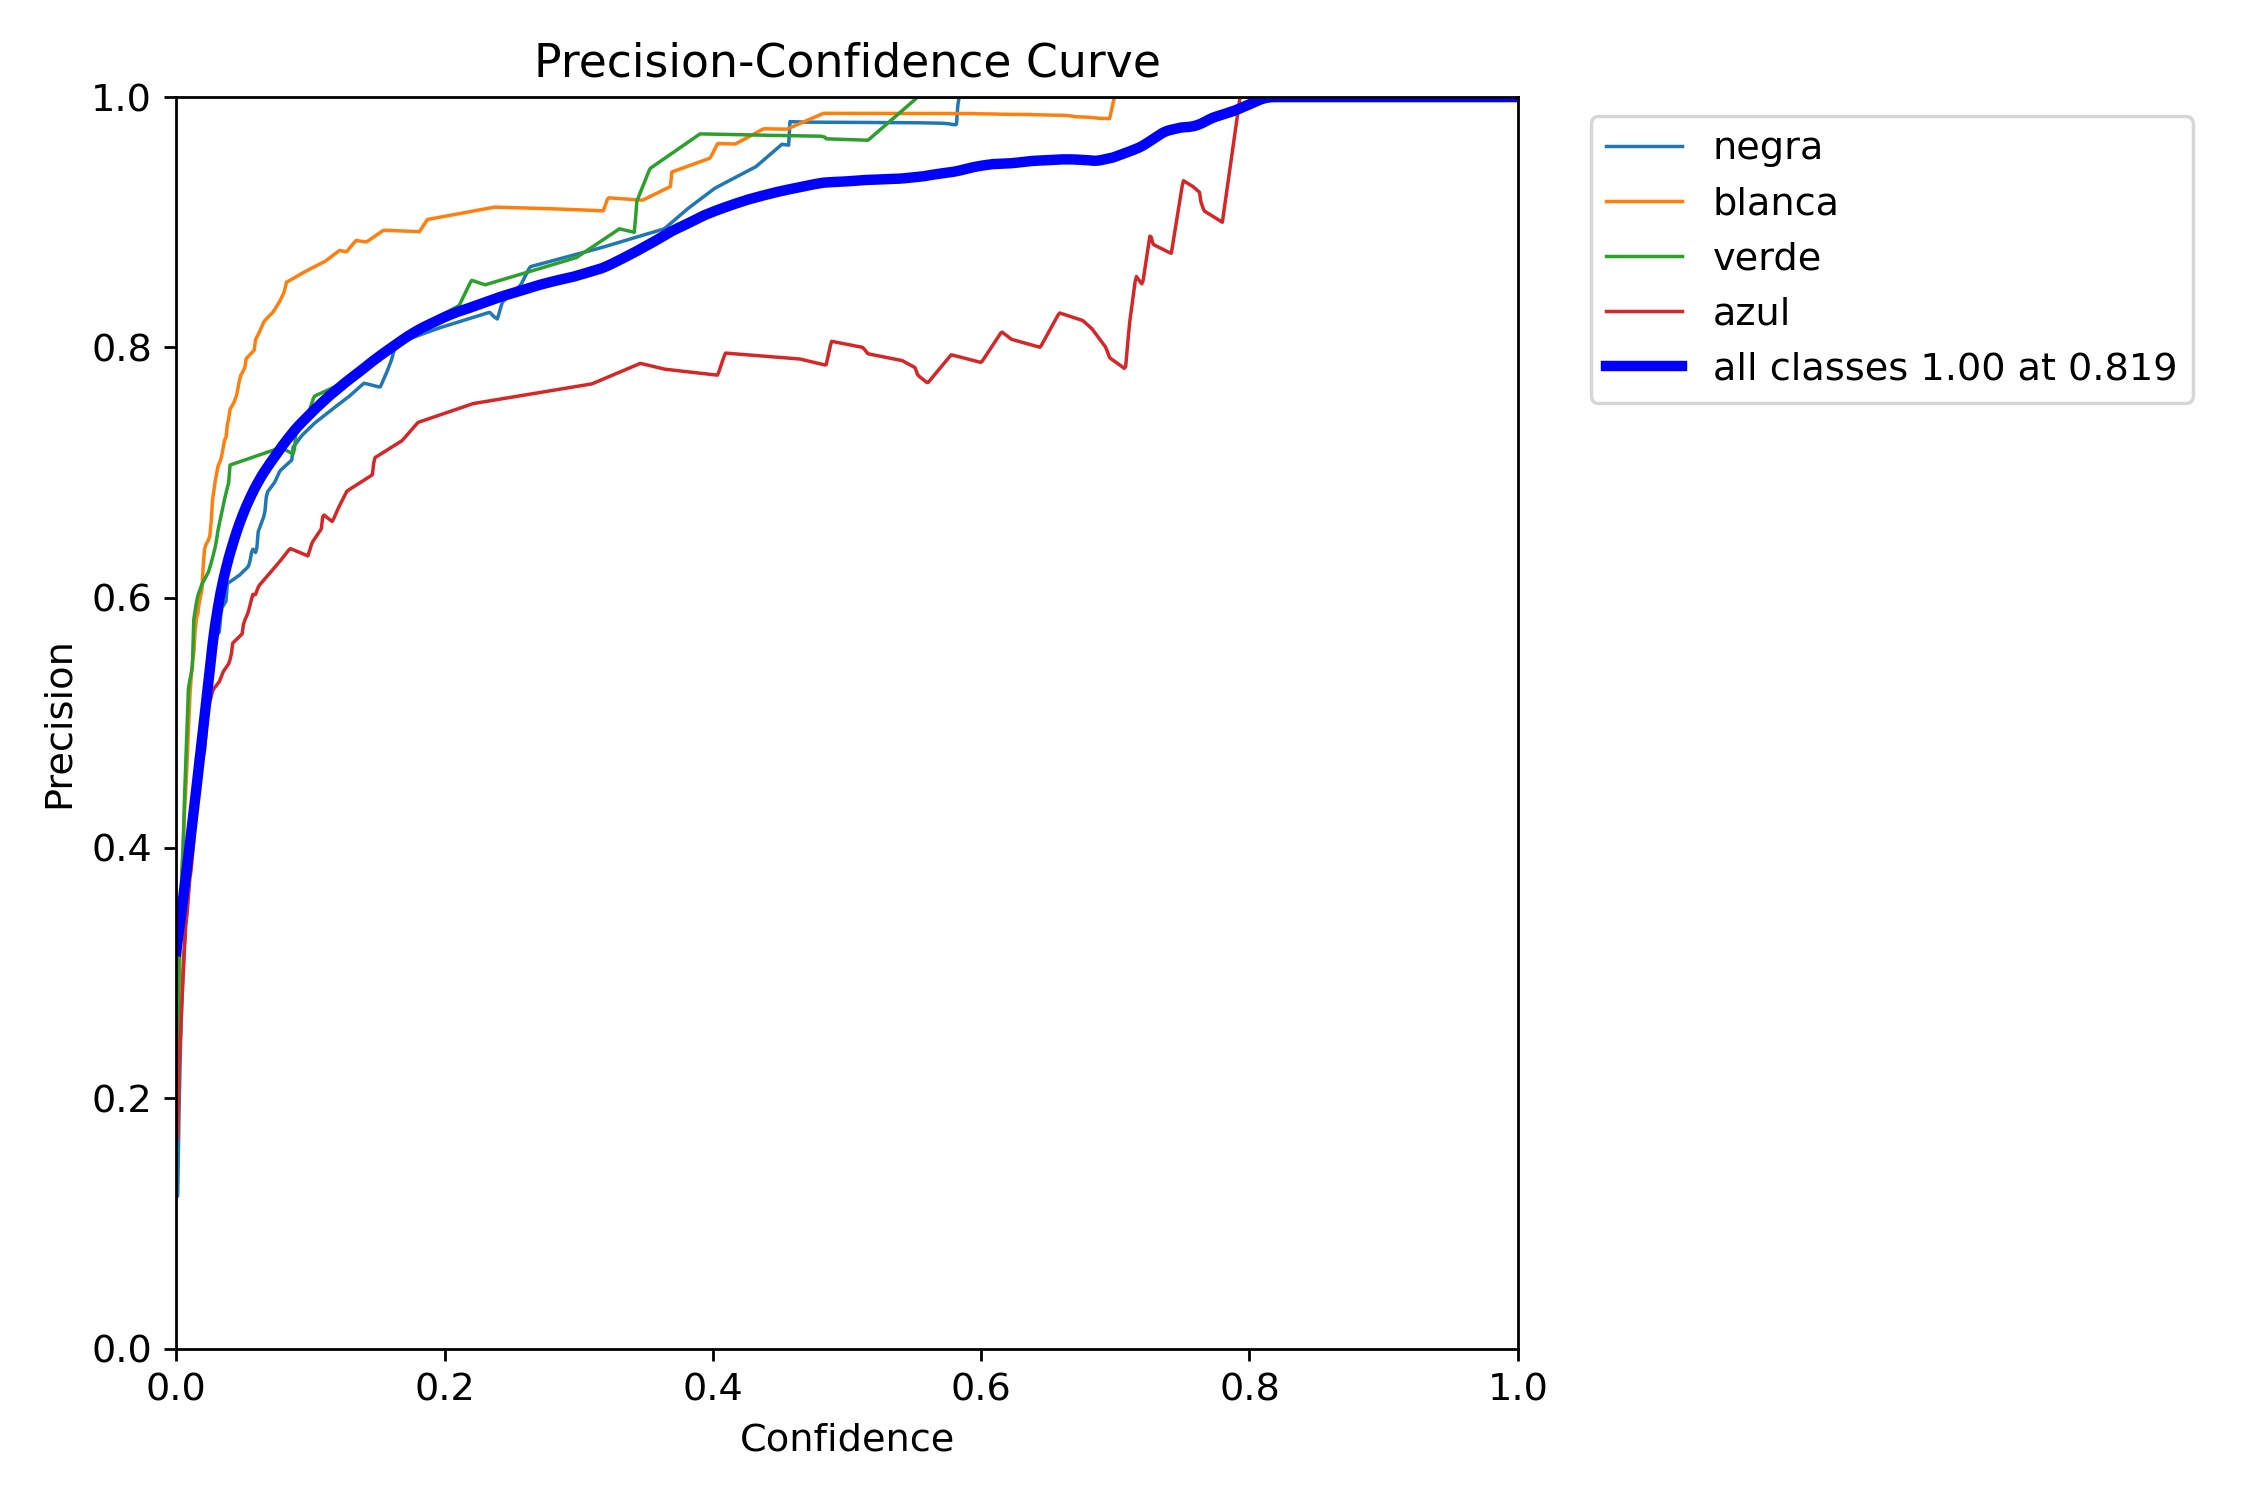 Precision-Confidence Curve
1.0
0.8
0.6
0.4
0.2
0.0
Precision
0.0 0.2 0.4 0.6 0.8 1.0
Confidence
negra
blanca
verde
azul
all classes 1.00 at 0.819